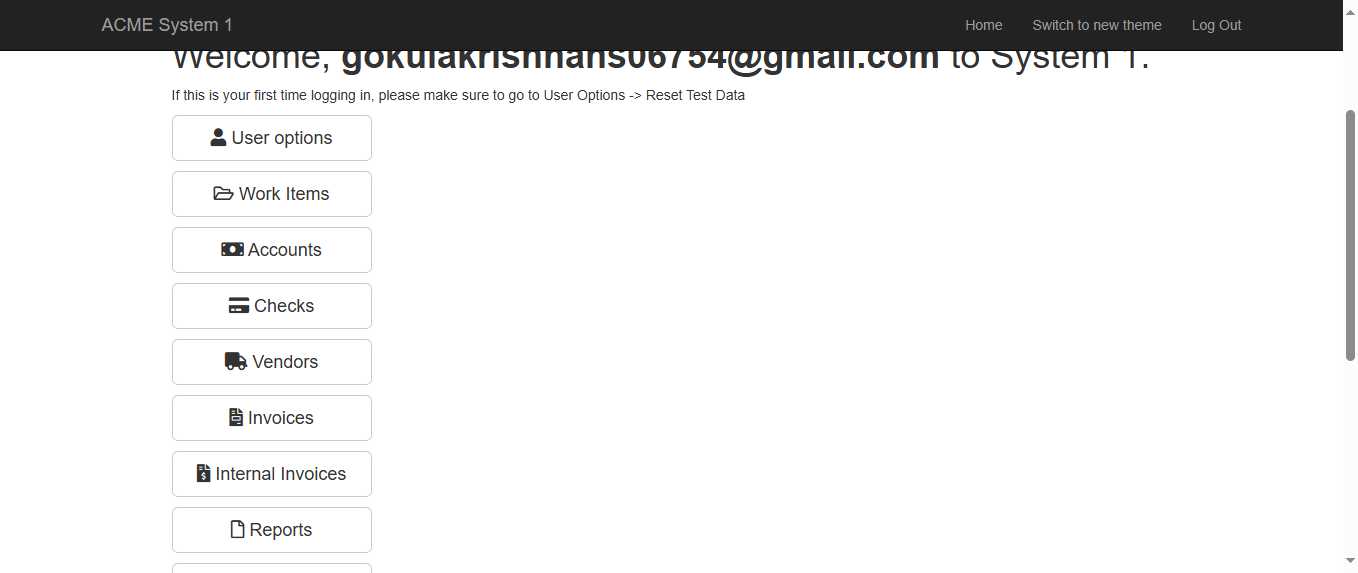 ACME System 1
Home
Switch to new theme
Log Out
Welcome, gokulakrishnans06754@gmail.com to System 1.
If this is your first time logging in, please make sure to go to User Options -> Reset Test Data
User options
Work Items
Accounts
Checks
Vendors
Invoices
Internal Invoices
Reports